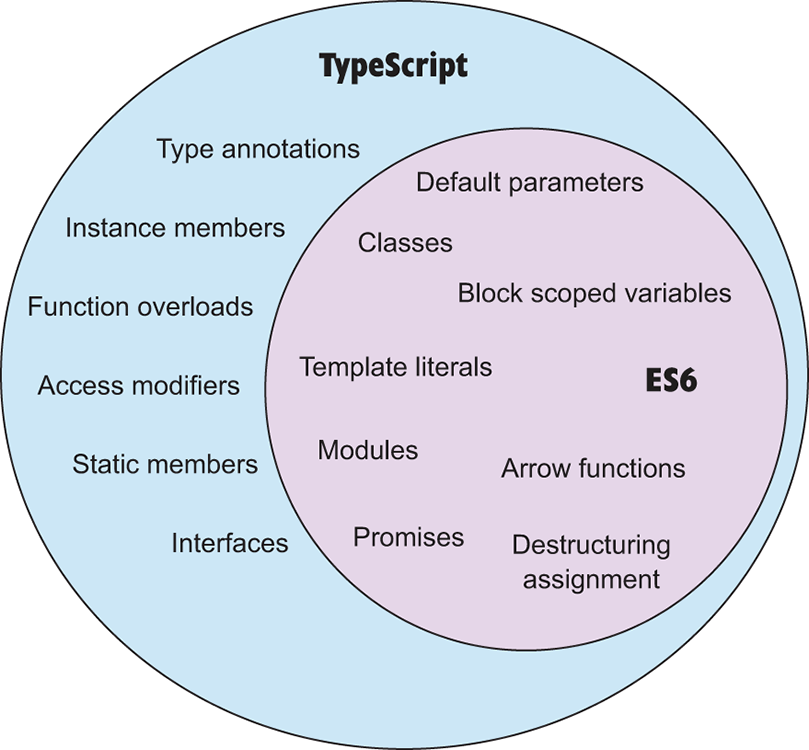 TypeScript
Type annotations
Default parameters
Instance members
Classes
Block scoped variables
Function overloads
Template literals
ES6
Access modifiers
Modules
Static members
Arrow functions
Promises
Interfaces
Destructuring
assignment